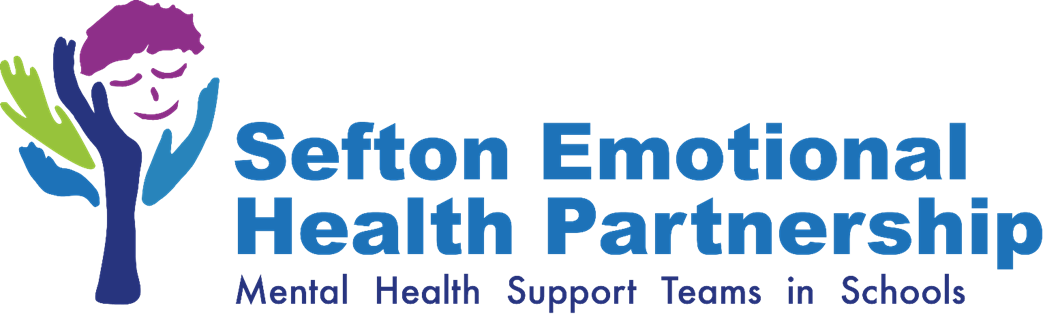 Sefton Emotional
Health Partnership
Mental Health Support Teams in Schools